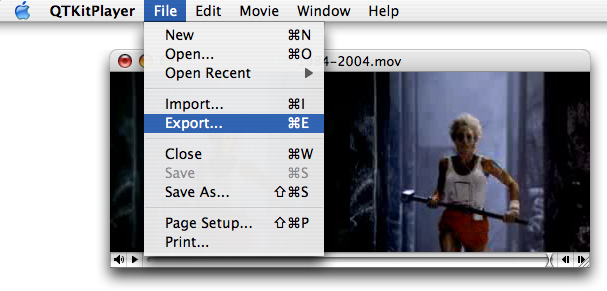 QTKitPlayer File Edit Movie Window Help
New ⌘N
Open... ⌘O
Open Recent ▶
4-2004.mov
Import... ⌘I
Export... ⌘E
Close ⌘W
Save ⌘S
Save As... ⇧⌘S
Page Setup... ⇧⌘P
Print...